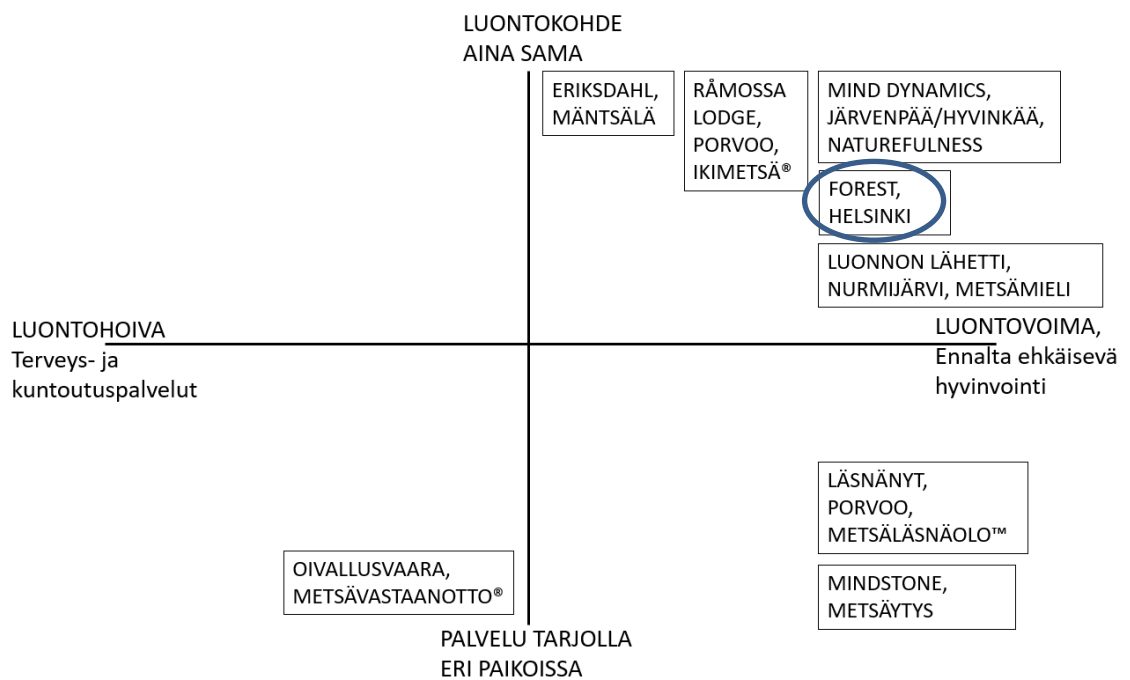 LUONTOKOHDE
AINA SAMA
ERIKSDAHL,
MÄNTSÄLÄ
RÅMOSSA
LODGE,
PORVOO,
IKIMETSÄ®
MIND DYNAMICS,
JÄRVENPÄÄ/HYVINKÄÄ,
NATUREFULNESS
FOREST,
HELSINKI
LUONNON LÄHETTI,
NURMIJÄRVI, METSÄMIELI
LUONTOHOIVA
Terveys- ja
kuntoutuspalvelut
LUONTOVOIMA,
Ennalta ehkäisevä
hyvinvointi
LÄSNÄNYT,
PORVOO,
METSÄLÄSNÄOLO™
OIVALLUSVAARA,
METSÄVASTAANOTTO®
MINDSTONE,
METSÄYTYS
PALVELU TARJOLLA
ERI PAIKOISSA